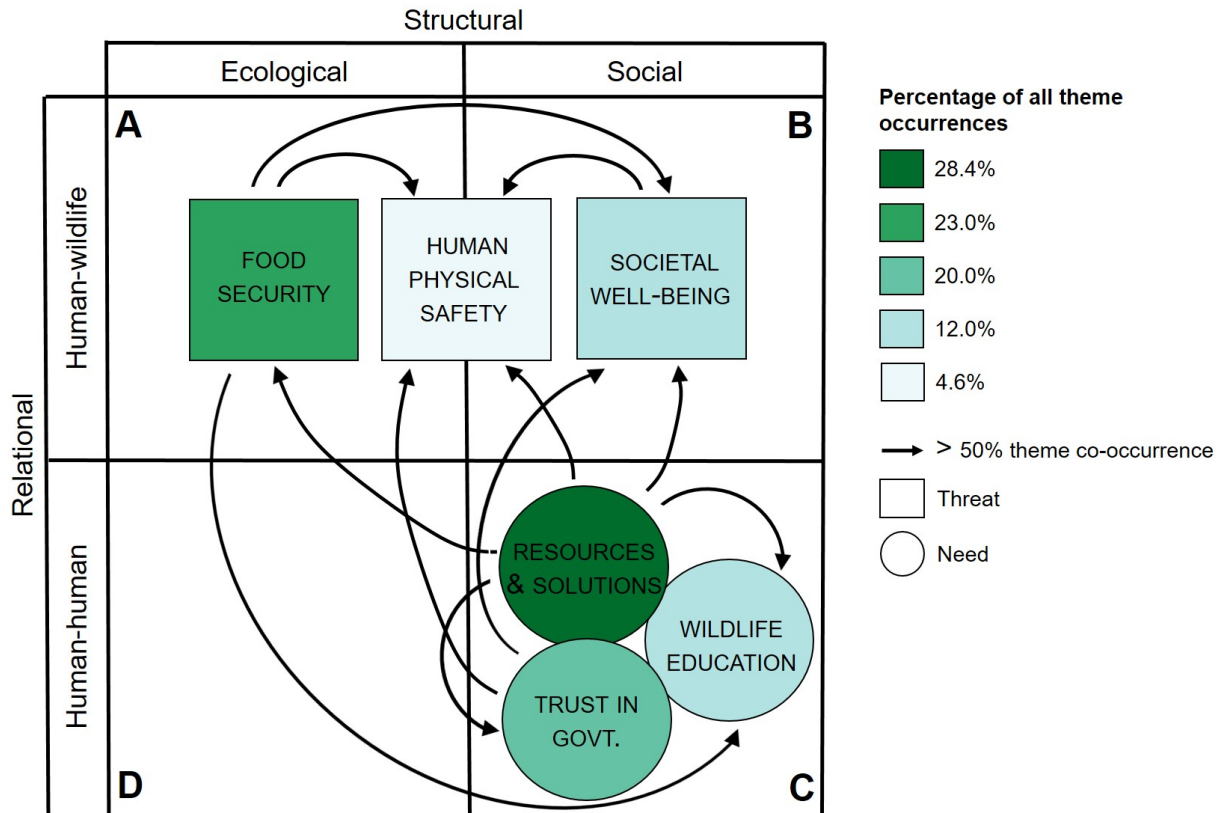 Structural
Ecological
Social
Relational
Human-wildlife
Human-human
A
B
FOOD
SECURITY
HUMAN
PHYSICAL
SAFETY
SOCIETAL
WELL-BEING
RESOURCES
& SOLUTIONS
WILDLIFE
EDUCATION
TRUST IN
GOVT.
D
C
Percentage of all theme
occurrences
28.4%
23.0%
20.0%
12.0%
4.6%
> 50% theme co-occurrence
Threat
Need